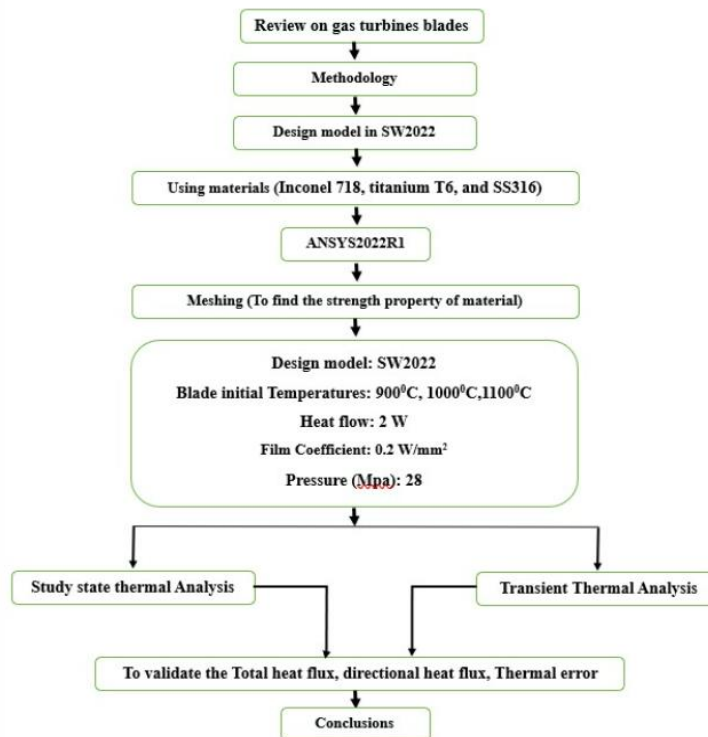 Review on gas turbines blades
Methodology
Design model in SW2022
Using materials (Inconel 718, titanium T6, and SS316)
ANSYS2022R1
Meshing (To find the strength property of material)
Design model: SW2022
Blade initial Temperatures: 900⁰C, 1000⁰C,1100⁰C
Heat flow: 2 W
Film Coefficient: 0.2 W/mm²
Pressure (Mpa): 28
Study state thermal Analysis
Transient Thermal Analysis
To validate the Total heat flux, directional heat flux, Thermal error
Conclusions